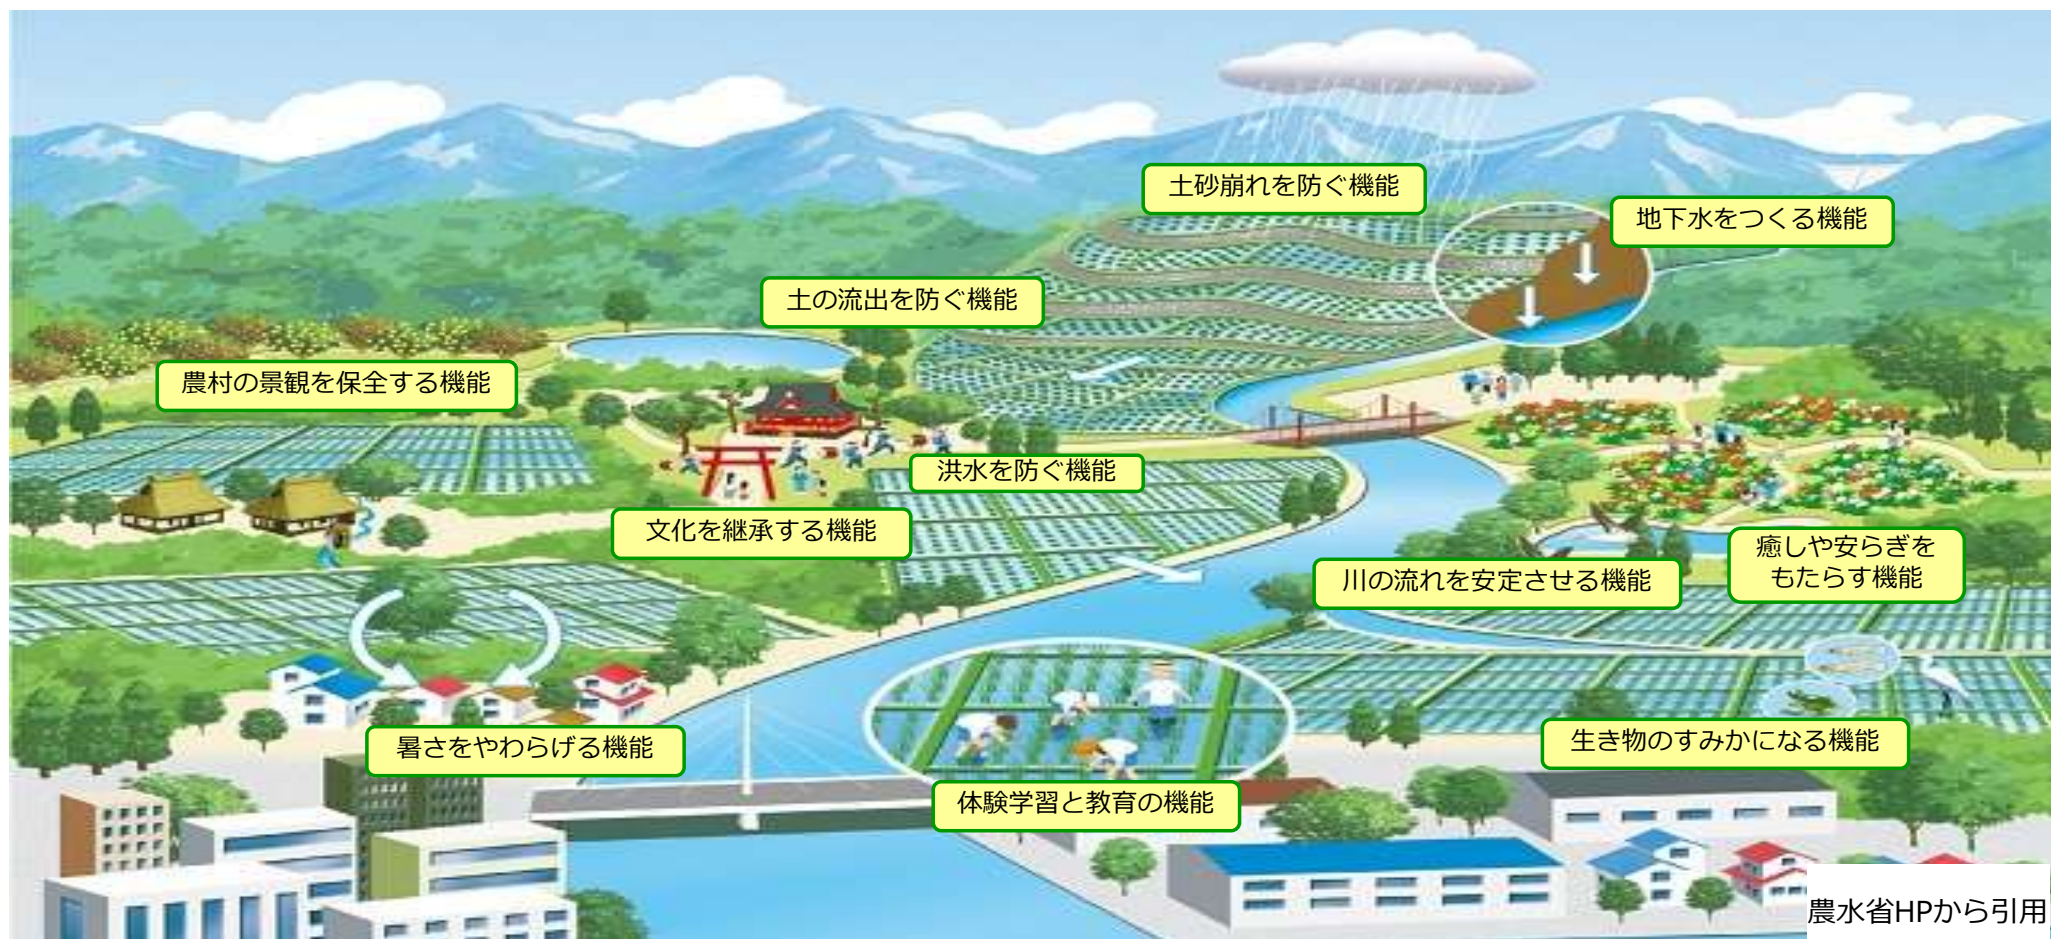 土砂崩れを防ぐ機能
地下水をつくる機能
土の流出を防ぐ機能
農村の景観を保全する機能
洪水を防ぐ機能
文化を継承する機能
癒しや安らぎを
もたらす機能
川の流れを安定させる機能
暑さをやわらげる機能
生き物のすみかになる機能
体験学習と教育の機能
農水省HPから引用